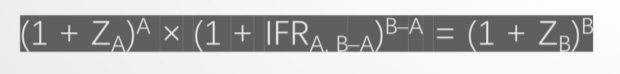 (1 + Z_A)^A × (1 + IFR_A, B–A)^B–A = (1 + Z_B)^B